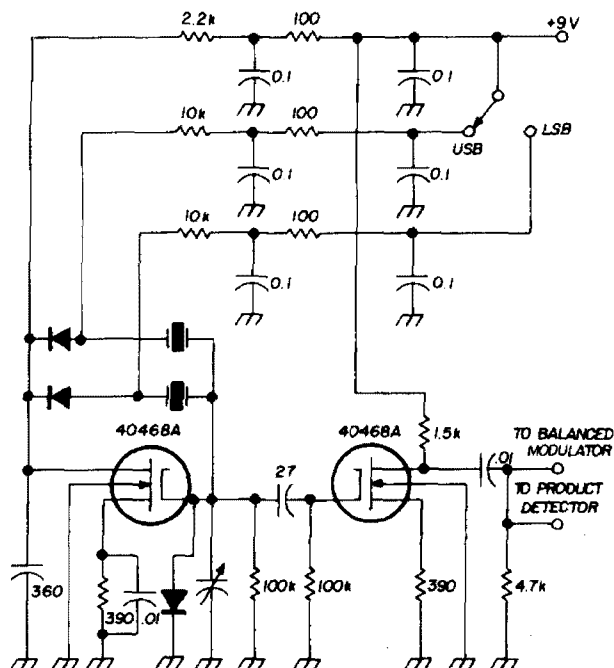 2.2k
100
+9V
0.1
0.1
10k
100
USB
LSB
0.1
0.1
10k
100
0.1
0.1
40468A
40468A
1.5k
.01
TO BALANCED
MODULATOR
TO PRODUCT
DETECTOR
27
360
390
.01
100k
100k
390
4.7k